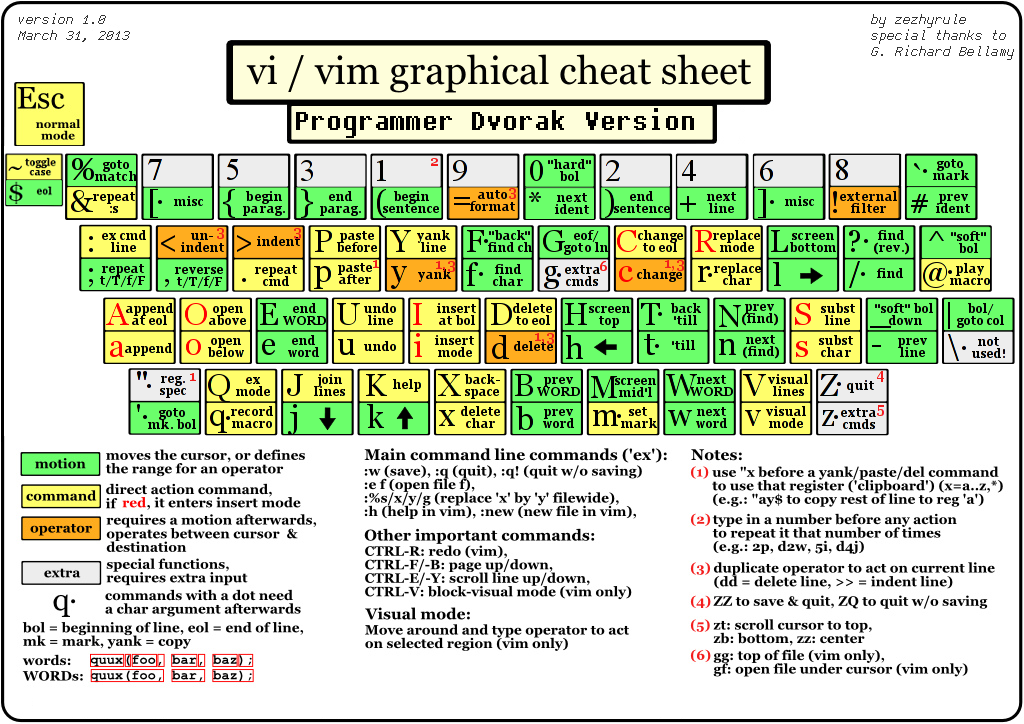 version 1.0
March 31, 2013
by zezhyrule
special thanks to
G. Richard Bellamy
vi / vim graphical cheat sheet
Programmer Dvorak Version
Esc
normal
mode
~ toggle
case
$ eol
% goto
match
& repeat
:s
7
[· misc
5
{ begin
parag.
3
} end
parag.
1 2
( begin
sentence
9
= auto 3
format
0 "hard"
bol
* next
ident
2
) end
sentence
4
+ next
line
6
]· misc
8
! external
filter
`· goto
mark
# prev
ident
: ex cmd
line
; repeat
t/T/f/F
< un- 3
indent
, reverse
t/T/f/F
> indent 3
. repeat
cmd
P paste
before
p paste 1
after
Y yank
line
y yank 1,3
F· "back"
find ch
f· find
char
G eof/
goto ln
g· extra 6
cmds
C change
to eol
c change 1,3
R replace
mode
r· replace
char
L screen
bottom
l ➡
?· find
(rev.)
/· find
^ "soft"
bol
@· play
macro
A append
at eol
a append
O open
above
o open
below
E end
WORD
e end
word
U undo
line
u undo
I insert
at bol
i insert
mode
D delete
to eol
d delete 1,3
H screen
top
h ⬅
T· back
'till
t· 'till
N prev
(find)
n next
(find)
S subst
line
s subst
char
_ "soft" bol
down
- prev
line
| bol/
goto col
\· not
used!
"· reg. 1
spec
'· goto
mk. bol
Q ex
mode
q· record
macro
J join
lines
j ⬇
K help
k ⬆
X back-
space
x delete
char
B prev
WORD
b prev
word
M screen
mid'l
m· set
mark
W next
WORD
w next
word
V visual
lines
v visual
mode
Z· quit 4
z· extra 5
cmds
motion
moves the cursor, or defines
the range for an operator
command
direct action command,
if red, it enters insert mode
operator
requires a motion afterwards,
operates between cursor &
destination
extra
special functions,
requires extra input
q·
commands with a dot need
a char argument afterwards
bol = beginning of line, eol = end of line,
mk = mark, yank = copy
words: quux(foo, bar, baz);
WORDs: quux(foo, bar, baz);
Main command line commands ('ex'):
:w (save), :q (quit), :q! (quit w/o saving)
:e f (open file f),
:%s/x/y/g (replace 'x' by 'y' filewide),
:h (help in vim), :new (new file in vim),
Other important commands:
CTRL-R: redo (vim),
CTRL-F/-B: page up/down,
CTRL-E/-Y: scroll line up/down,
CTRL-V: block-visual mode (vim only)
Visual mode:
Move around and type operator to act
on selected region (vim only)
Notes:
(1) use "x before a yank/paste/del command
to use that register ('clipboard') (x=a..z,*)
(e.g.: "ay$ to copy rest of line to reg 'a')
(2) type in a number before any action
to repeat it that number of times
(e.g.: 2p, d2w, 5i, d4j)
(3) duplicate operator to act on current line
(dd = delete line, >> = indent line)
(4) ZZ to save & quit, ZQ to quit w/o saving
(5) zt: scroll cursor to top,
zb: bottom, zz: center
(6) gg: top of file (vim only),
gf: open file under cursor (vim only)